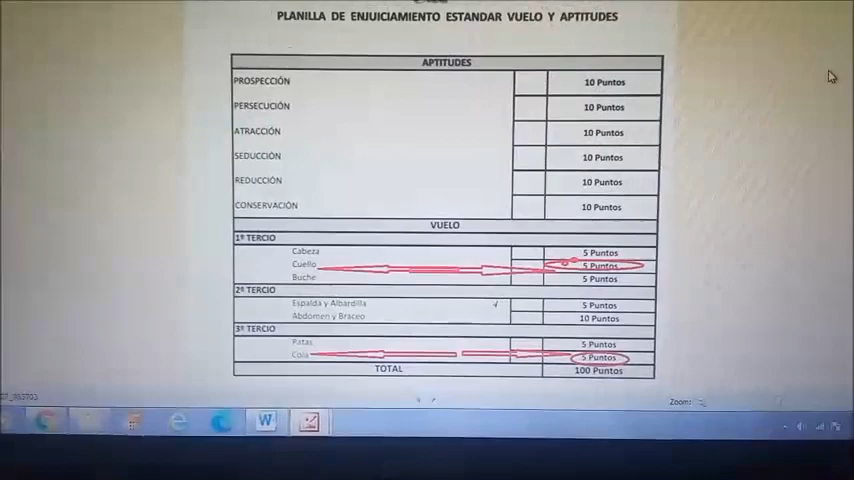 PLANILLA DE ENJUICIAMIENTO ESTANDAR VUELO Y APTITUDES
APTITUDES
PROSPECCIÓN 10 Puntos
PERSECUCIÓN 10 Puntos
ATRACCIÓN 10 Puntos
SEDUCCIÓN 10 Puntos
REDUCCIÓN 10 Puntos
CONSERVACIÓN 10 Puntos
VUELO
1º TERCIO
Cabeza 5 Puntos
Cuello 5 Puntos
Buche 5 Puntos
2º TERCIO
Espalda y Albardilla 5 Puntos
Abdomen y Braceo 10 Puntos
3º TERCIO
Patas 5 Puntos
Cola 5 Puntos
TOTAL 100 Puntos
Zoom: